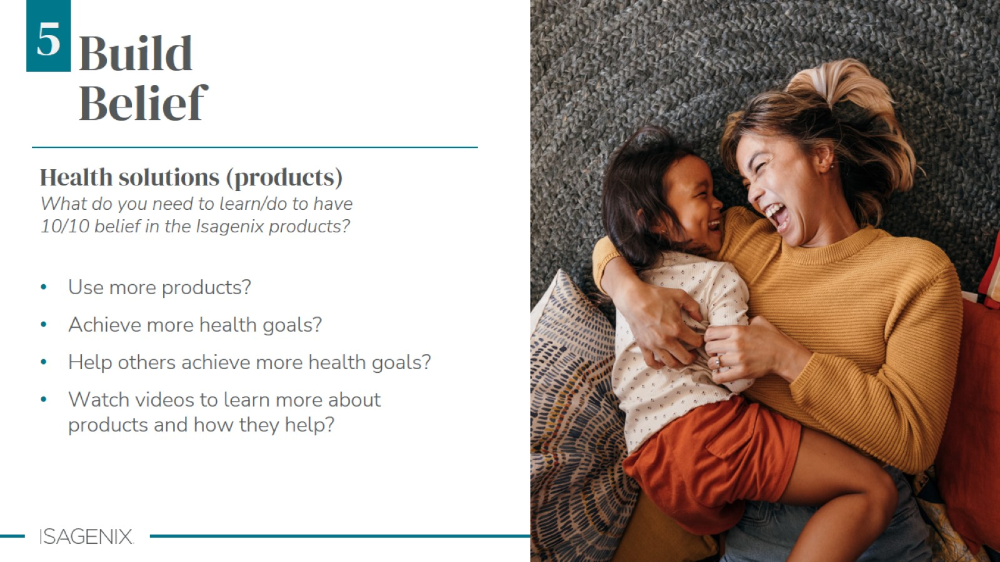 5
Build
Belief
Health solutions (products)
What do you need to learn/do to have
10/10 belief in the Isagenix products?
• Use more products?
• Achieve more health goals?
• Help others achieve more health goals?
• Watch videos to learn more about
products and how they help?
ISAGENIX